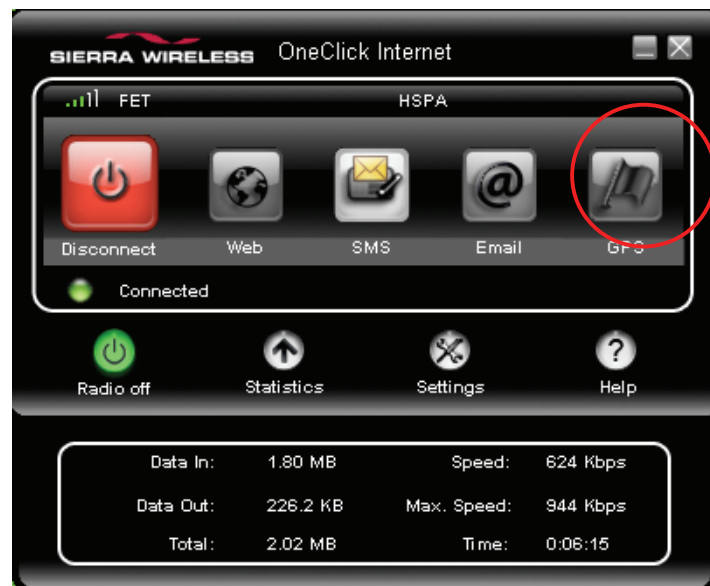 SIERRA WIRELESS OneClick Internet
FET HSPA
Disconnect Web SMS Email GPS
Connected
Radio off Statistics Settings Help
Data In: 1.80 MB Speed: 624 Kbps
Data Out: 226.2 KB Max. Speed: 944 Kbps
Total: 2.02 MB Time: 0:06:15